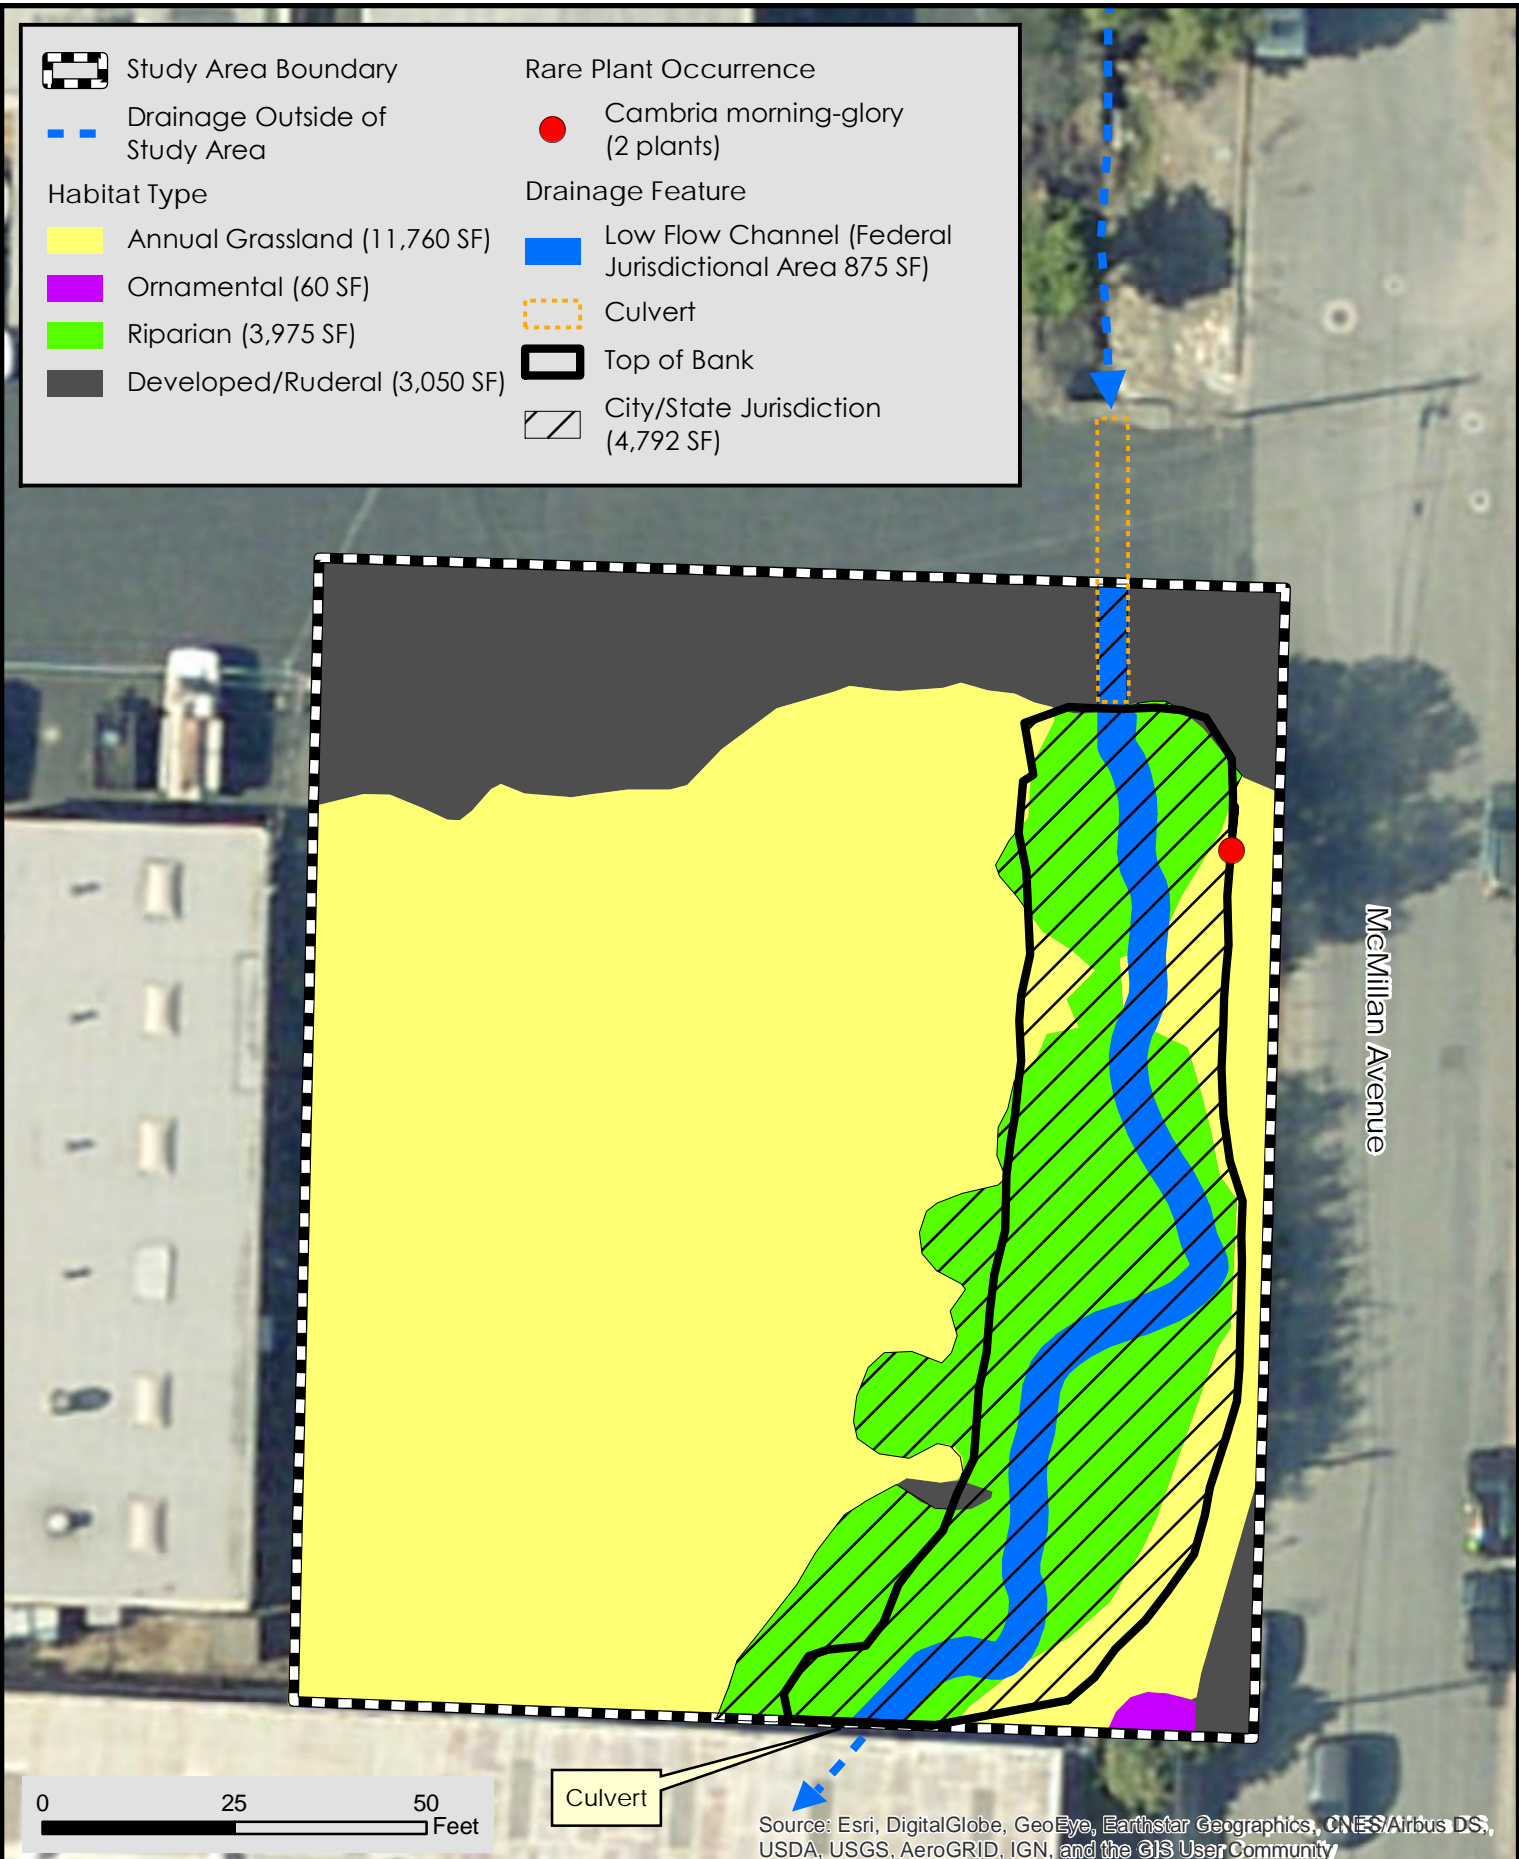 Study Area Boundary
Drainage Outside of
Study Area
Habitat Type
Annual Grassland (11,760 SF)
Ornamental (60 SF)
Riparian (3,975 SF)
Developed/Ruderal (3,050 SF)
Rare Plant Occurrence
Cambria morning-glory
(2 plants)
Drainage Feature
Low Flow Channel (Federal
Jurisdictional Area 875 SF)
Culvert
Top of Bank
City/State Jurisdiction
(4,792 SF)
McMillan Avenue
Culvert
0 25 50
Feet
Source: Esri, DigitalGlobe, GeoEye, Earthstar Geographics, CNES/Airbus DS,
USDA, USGS, AeroGRID, IGN, and the GIS User Community